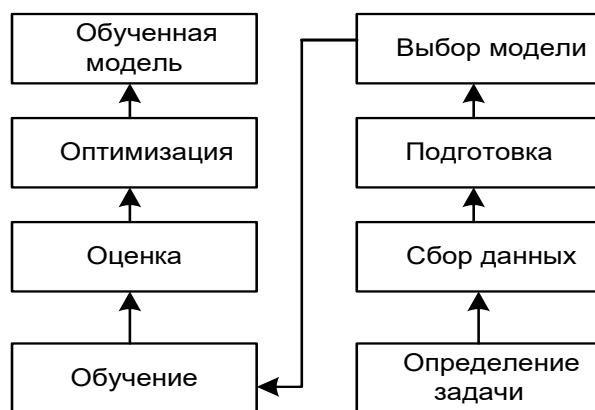 Обученная
модель
Выбор модели
Оптимизация
Подготовка
Оценка
Сбор данных
Обучение
Определение
задачи